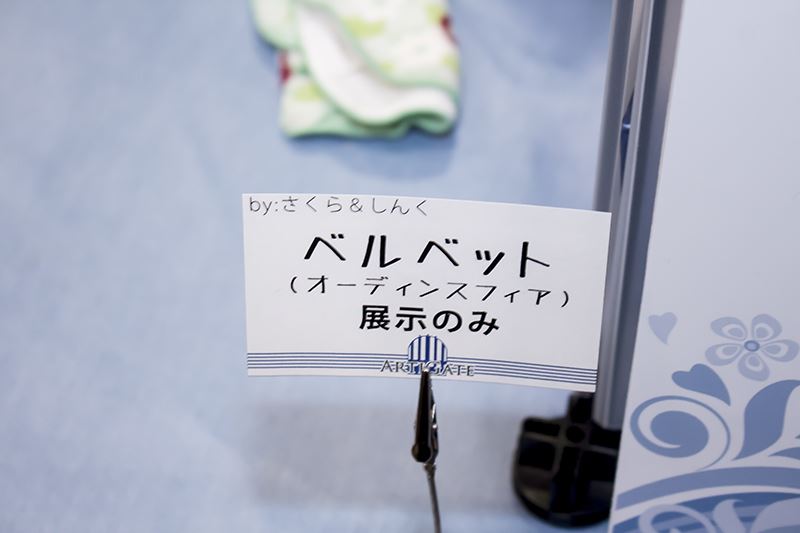 by:さくら&しんく
ベルベット
(オーディンスフィア)
展示のみ
ARTIGATE